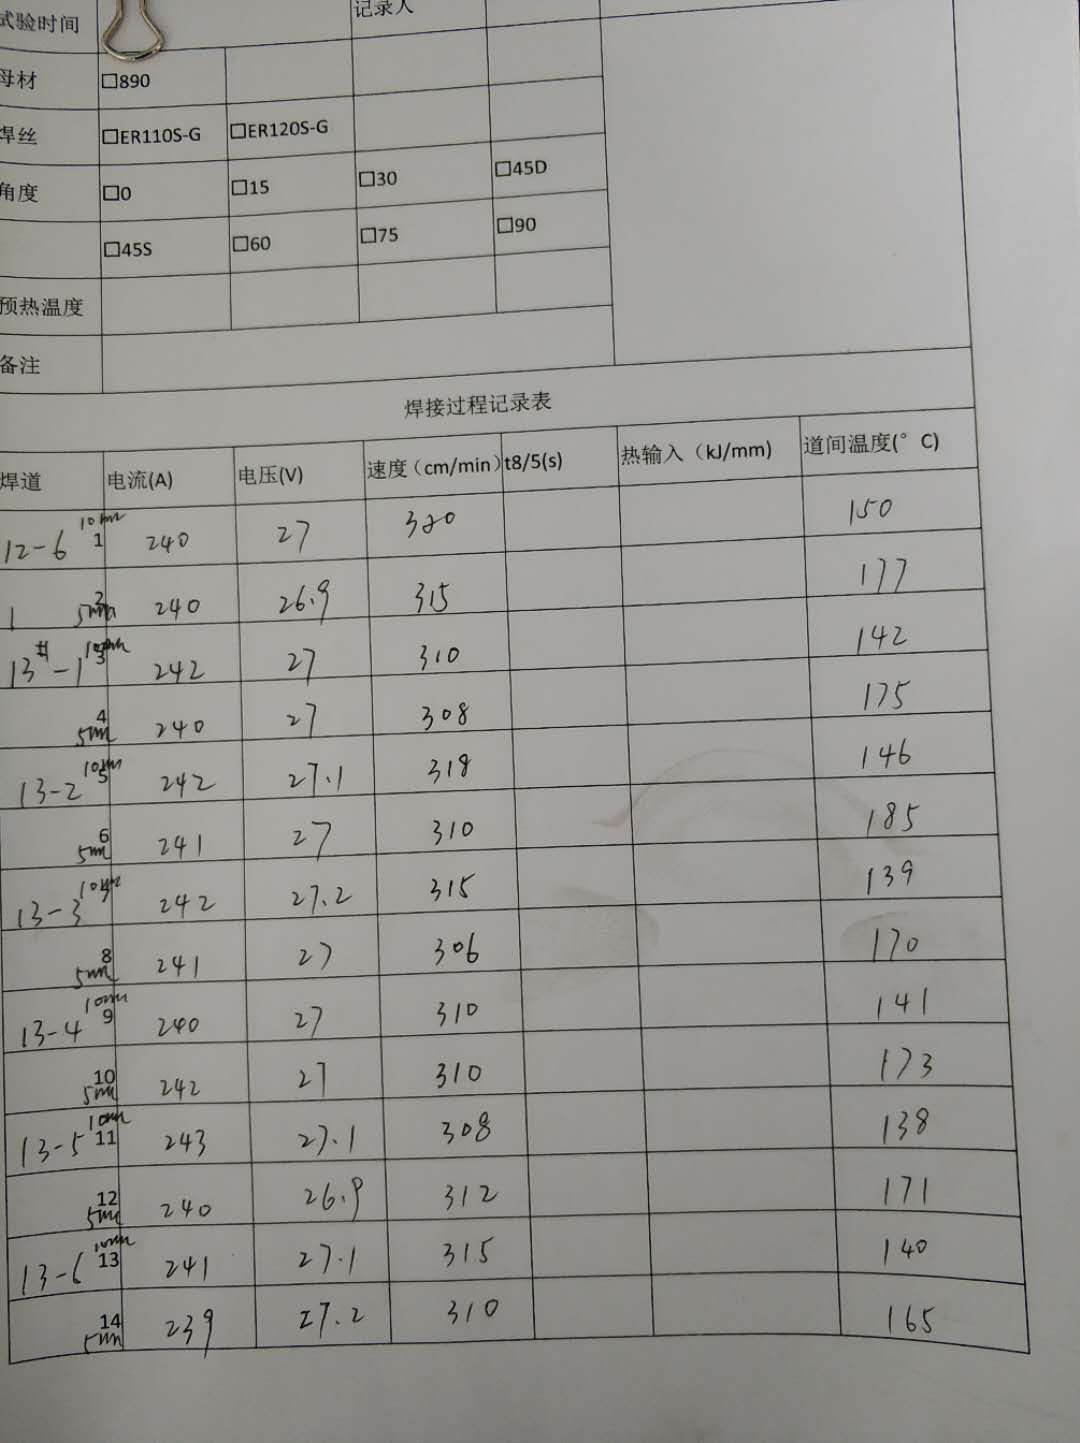 试验时间 记录人
母材 □890
焊丝 □ER110S-G □ER120S-G
角度 □0 □15 □30 □45D
□45S □60 □75 □90
预热温度
备注
焊接过程记录表
焊道 电流(A) 电压(V) 速度(cm/min) t8/5(s) 热输入(kJ/mm) 道间温度(° C)
12-6 10mm 1 240 27 320 150
1 5mm 2 240 26.9 315 177
13#-1 10mm 3 242 27 310 142
4 5mm 240 27 308 175
13-2 10mm 5 242 27.1 318 146
6 5mm 241 27 310 185
13-3 10mm 7 242 27.2 315 139
8 5mm 241 27 306 170
13-4 10mm 9 240 27 310 141
10 5mm 242 27 310 173
13-5 10mm 11 243 27.1 308 138
12 5mm 240 26.9 312 171
13-6 10mm 13 241 27.1 315 140
14 5mm 239 27.2 310 165